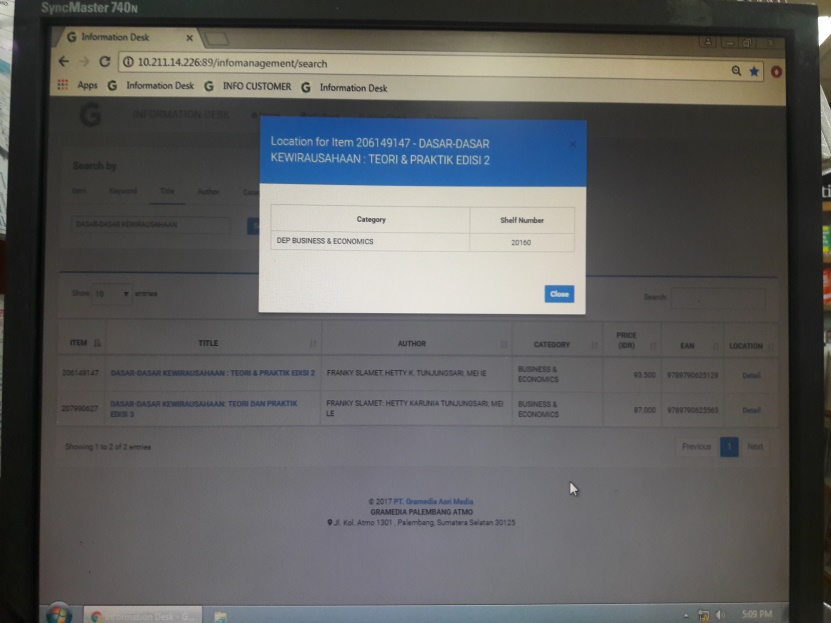 SyncMaster 740N
G Information Desk
10.211.14.226:89/infomanagement/search
Apps G Information Desk G INFO CUSTOMER G Information Desk
G INFORMATION DESK
Location for Item 206149147 - DASAR-DASAR
KEWIRAUSAHAAN : TEORI & PRAKTIK EDISI 2
Search by
Item Keyword Title Author
DASAR-DASAR KEWIRAUSAHAAN
Category Shelf Number
DEP BUSINESS & ECONOMICS 20160
Close
Show 10 entries Search
ITEM TITLE AUTHOR CATEGORY PRICE (IDR) EAN LOCATION
206149147 DASAR-DASAR KEWIRAUSAHAAN : TEORI & PRAKTIK EDISI 2 FRANKY SLAMET, HETTY K. TUNJUNGSARI, MEI IE BUSINESS & ECONOMICS 93.500 Detail
207990627 DASAR-DASAR KEWIRAUSAHAAN: TEORI DAN PRAKTIK FRANKY SLAMET; HETTY KARUNIA TUNJUNGSARI; MEI BUSINESS & 87.000 Detail
LE ECONOMICS
Showing 1 to 2 of 2 entries Previous 1 Next
© 2017 PT. Gramedia Asri Media
GRAMEDIA PALEMBANG ATMO
Jl. Kol. Atmo 1301 , Palembang, Sumatera Selatan 30125
Information Desk - G... 5:09 PM